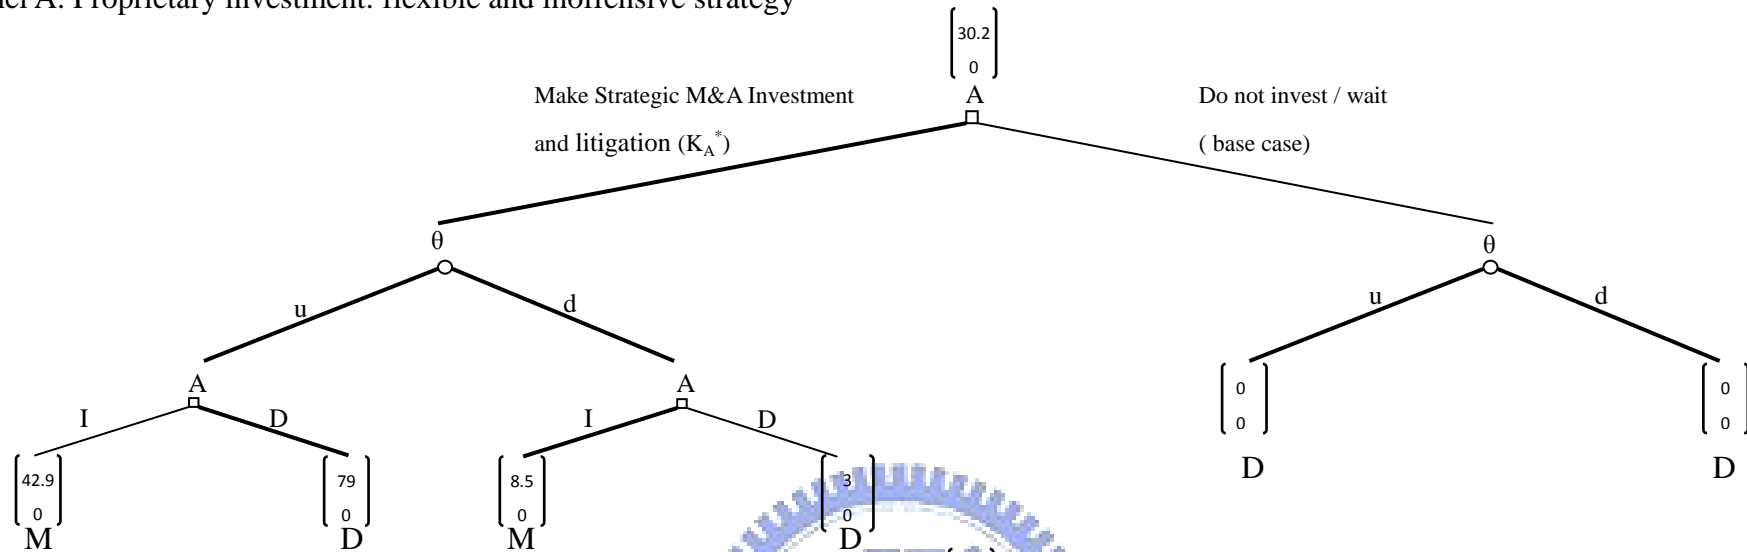 Proprietary investment: flexible and inoffensive strategy
30.2
0
Make Strategic M&A Investment
and litigation (K_A^*)
A
Do not invest / wait
( base case)
θ
θ
u
d
u
d
A
A
I
D
I
D
42.9
0
M
79
0
D
8.5
0
M
3
0
D
0
0
D
0
0
D